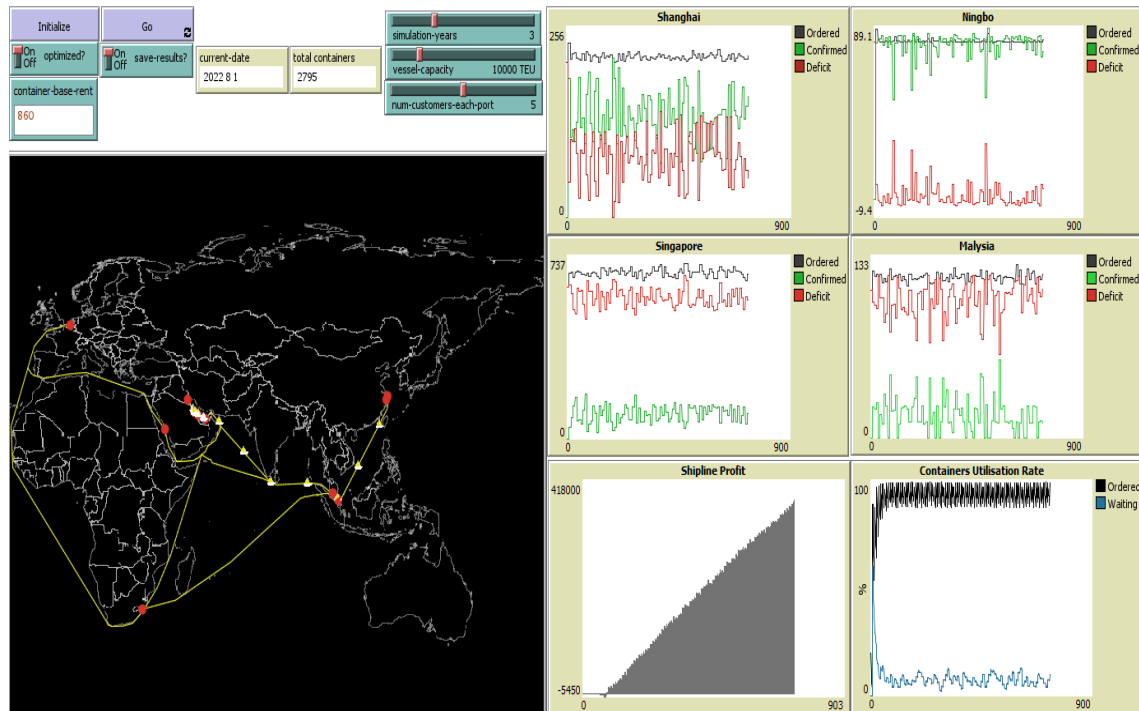 Initialize
Go
On
Off
optimized?
On
Off
save-results?
current-date
2022 8 1
total containers
2795
simulation-years 3
vessel-capacity 10000 TEU
num-customers-each-port 5
container-base-rent
860
Shanghai
256
0
0
900
Ordered
Confirmed
Deficit
Ningbo
89.1
-9.4
0
900
Ordered
Confirmed
Deficit
Singapore
737
0
0
900
Ordered
Confirmed
Deficit
Malysia
133
0
0
900
Ordered
Confirmed
Deficit
Shipline Profit
418000
-5450
0
903
Containers Utilisation Rate
100
%
0
0
900
Ordered
Waiting